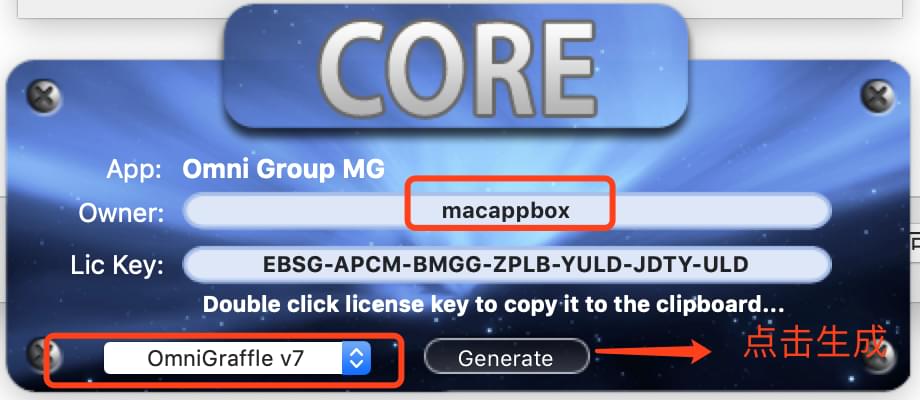 CORE
App: Omni Group MG
Owner: macappbox
Lic Key: EBSG-APCM-BMGG-ZPLB-YULD-JDTY-ULD
Double click license key to copy it to the clipboard...
OmniGraffle v7 Generate 点击生成